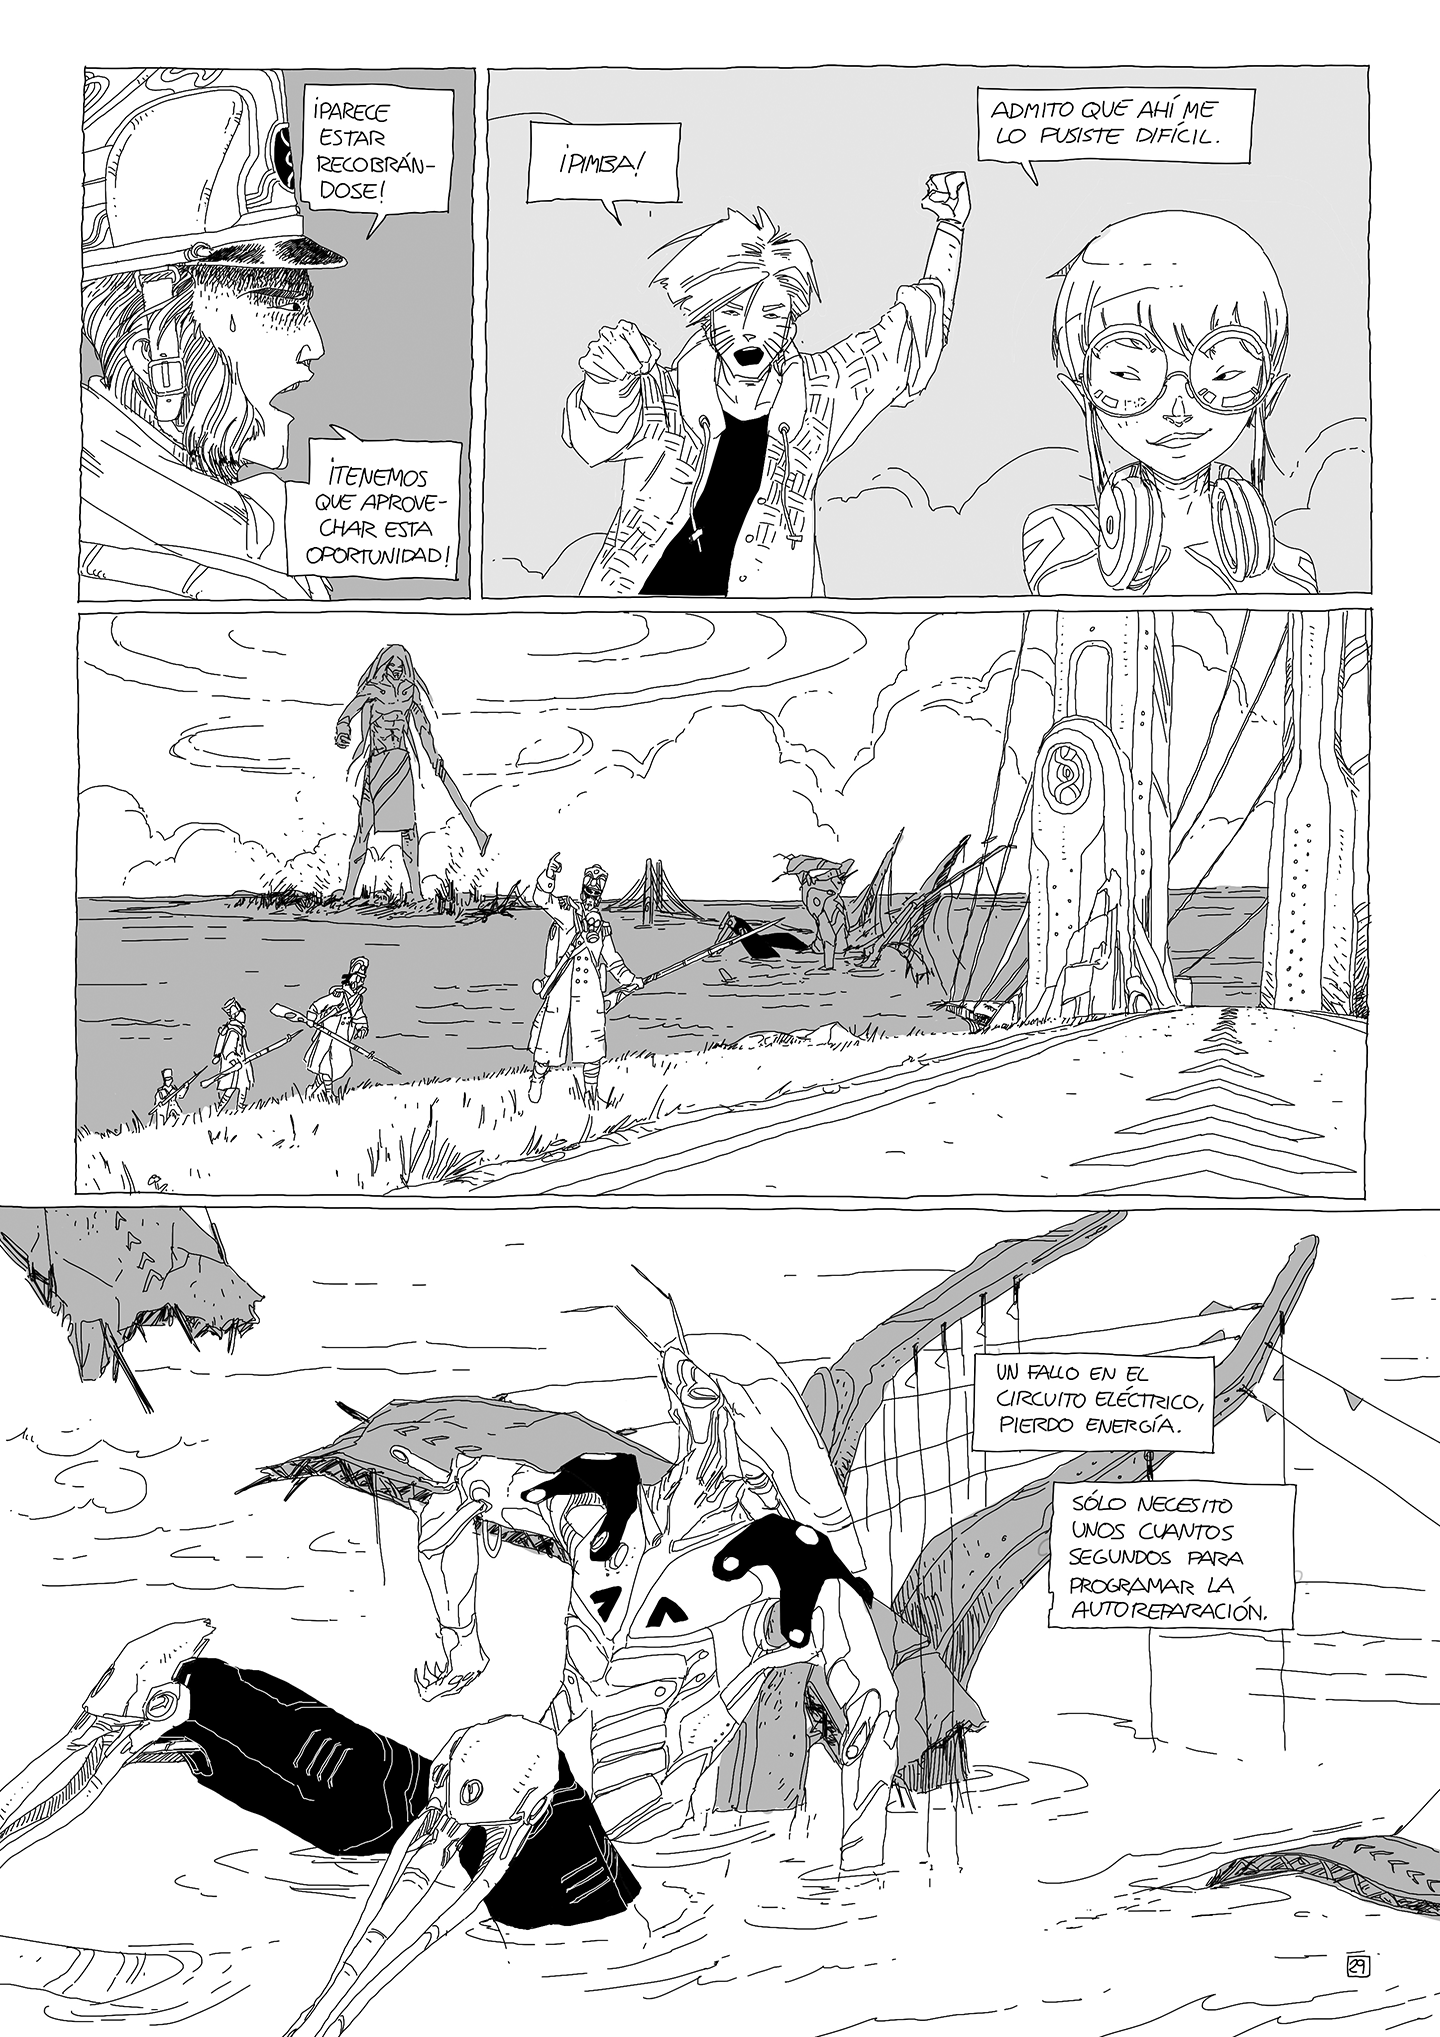 ¡PARECE
ESTAR
RECOBRÁN-
DOSE!
¡TENEMOS
QUE APROVE-
CHAR ESTA
OPORTUNIDAD!
¡PIMBA!
ADMITO QUE AHÍ ME
LO PUSISTE DIFÍCIL.
UN FALLO EN EL
CIRCUITO ELÉCTRICO,
PIERDO ENERGÍA.
SÓLO NECESITO
UNOS CUANTOS
SEGUNDOS PARA
PROGRAMAR LA
AUTOREPARACIÓN.
29